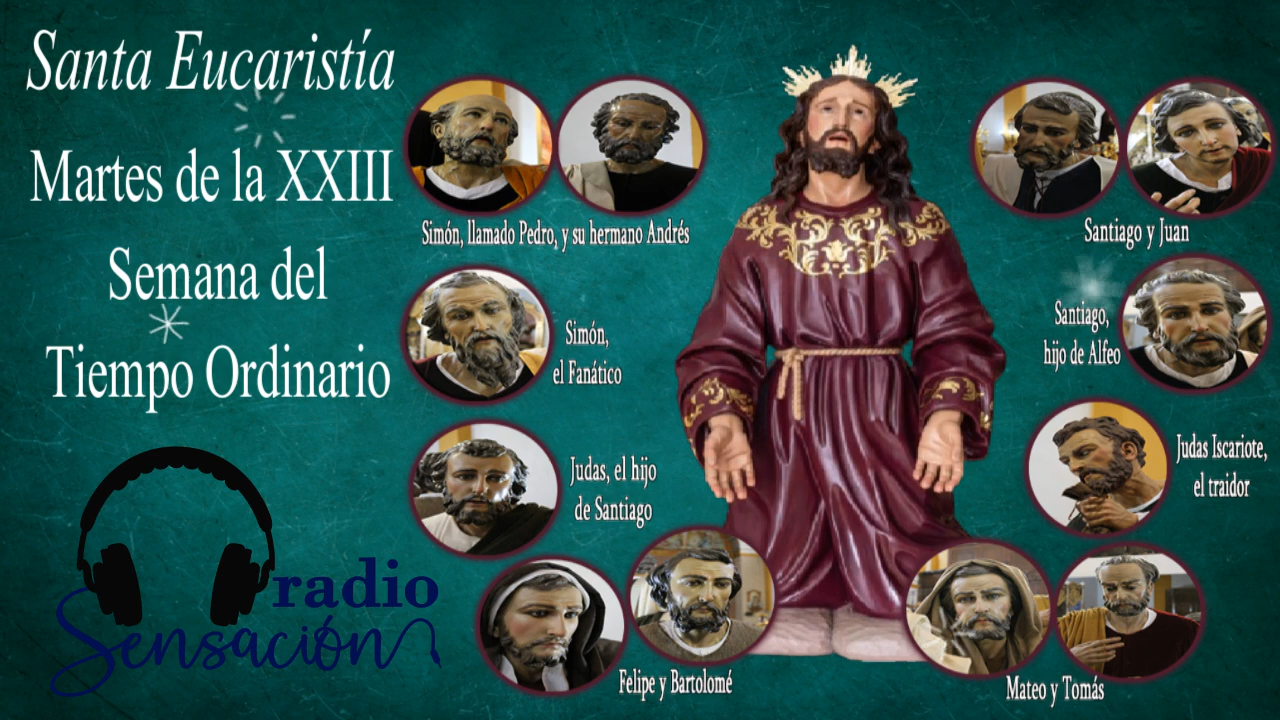 Santa Eucaristía
Martes de la XXIII
Semana del
Tiempo Ordinario
radio
Sensación
Simón, llamado Pedro, y su hermano Andrés
Santiago y Juan
Simón,
el Fanático
Santiago,
hijo de Alfeo
Judas, el hijo
de Santiago
Judas Iscariote,
el traidor
Felipe y Bartolomé
Mateo y Tomás